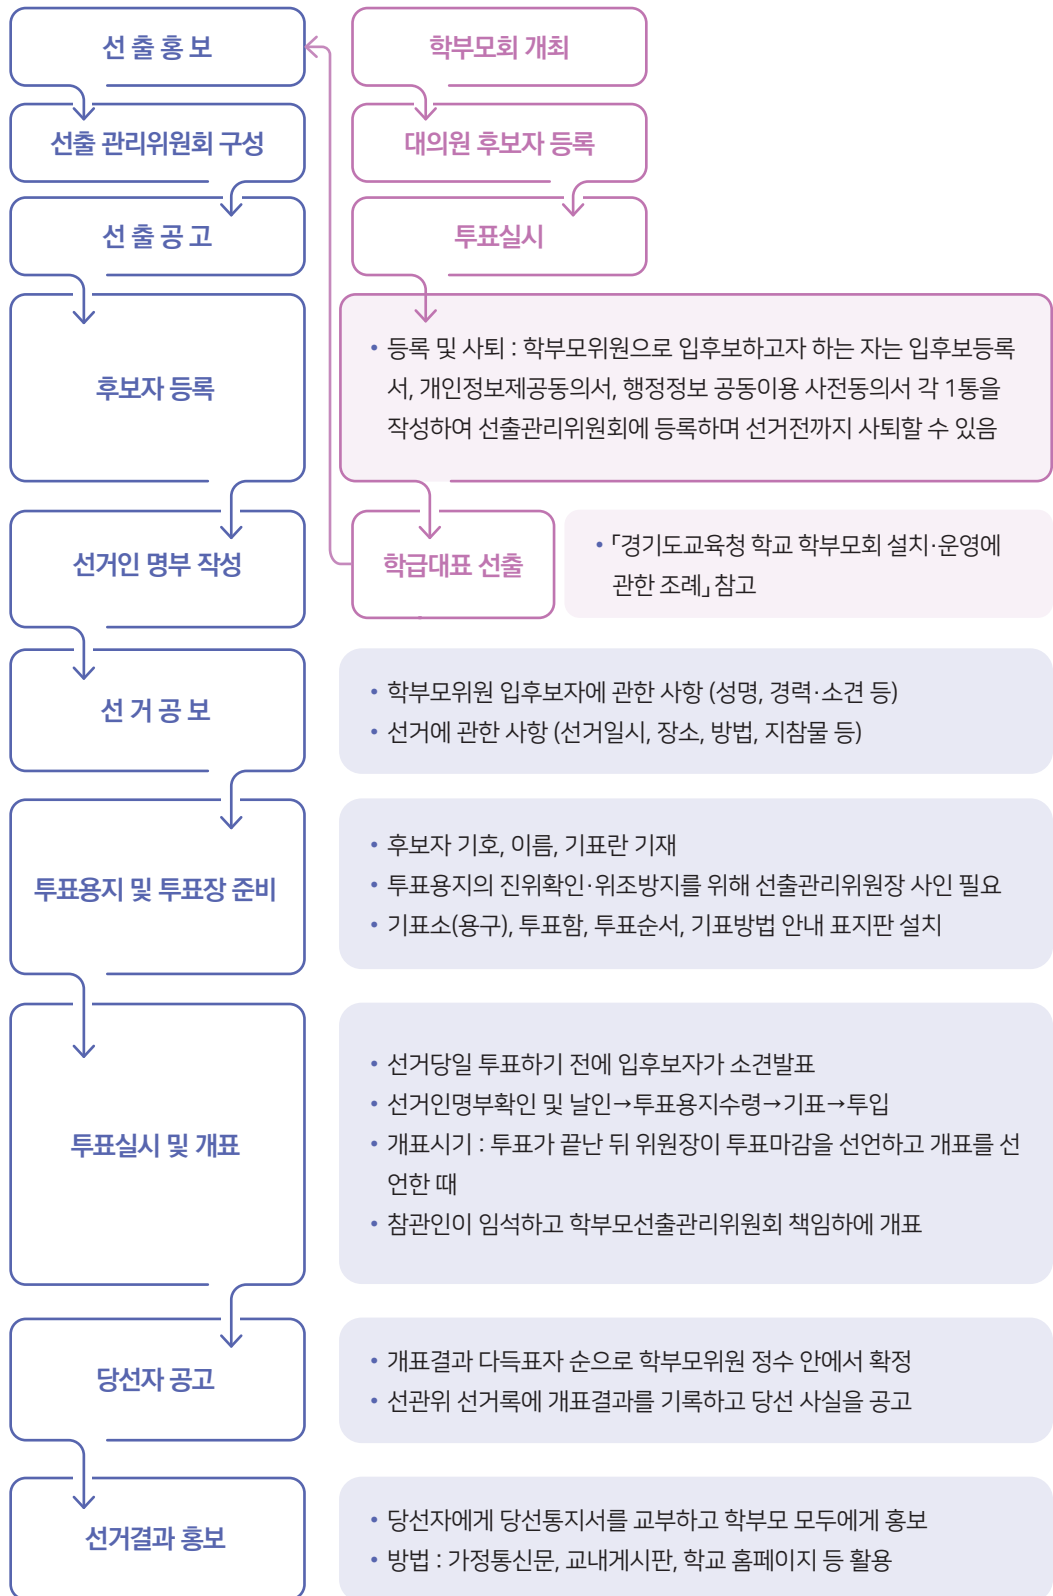 선 출 홍 보
학부모회 개최
선출 관리위원회 구성
대의원 후보자 등록
선 출 공 고
투표실시
후보자 등록
• 등록 및 사퇴 : 학부모위원으로 입후보하고자 하는 자는 입후보등록
서, 개인정보제공동의서, 행정정보 공동이용 사전동의서 각 1통을
작성하여 선출관리위원회에 등록하며 선거전까지 사퇴할 수 있음
선거인 명부 작성
학급대표 선출
• 「경기도교육청 학교 학부모회 설치·운영에
관한 조례」 참고
선 거 공 보
• 학부모위원 입후보자에 관한 사항 (성명, 경력·소견 등)
• 선거에 관한 사항 (선거일시, 장소, 방법, 지참물 등)
투표용지 및 투표장 준비
• 후보자 기호, 이름, 기표란 기재
• 투표용지의 진위확인·위조방지를 위해 선출관리위원장 사인 필요
• 기표소(용구), 투표함, 투표순서, 기표방법 안내 표지판 설치
투표실시 및 개표
• 선거당일 투표하기 전에 입후보자가 소견발표
• 선거인명부확인 및 날인→투표용지수령→기표→투입
• 개표시기 : 투표가 끝난 뒤 위원장이 투표마감을 선언하고 개표를 선
언한 때
• 참관인이 임석하고 학부모선출관리위원회 책임하에 개표
당선자 공고
• 개표결과 다득표자 순으로 학부모위원 정수 안에서 확정
• 선관위 선거록에 개표결과를 기록하고 당선 사실을 공고
선거결과 홍보
• 당선자에게 당선통지서를 교부하고 학부모 모두에게 홍보
• 방법 : 가정통신문, 교내게시판, 학교 홈페이지 등 활용